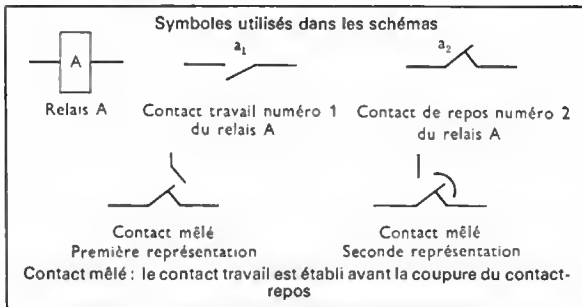 Symboles utilisés dans les schémas
A
a₁
a₂
Relais A
Contact travail numéro 1
du relais A
Contact de repos numéro 2
du relais A
Contact mêlé
Première représentation
Contact mêlé
Seconde représentation
Contact mêlé : le contact travail est établi avant la coupure du contact-
repos